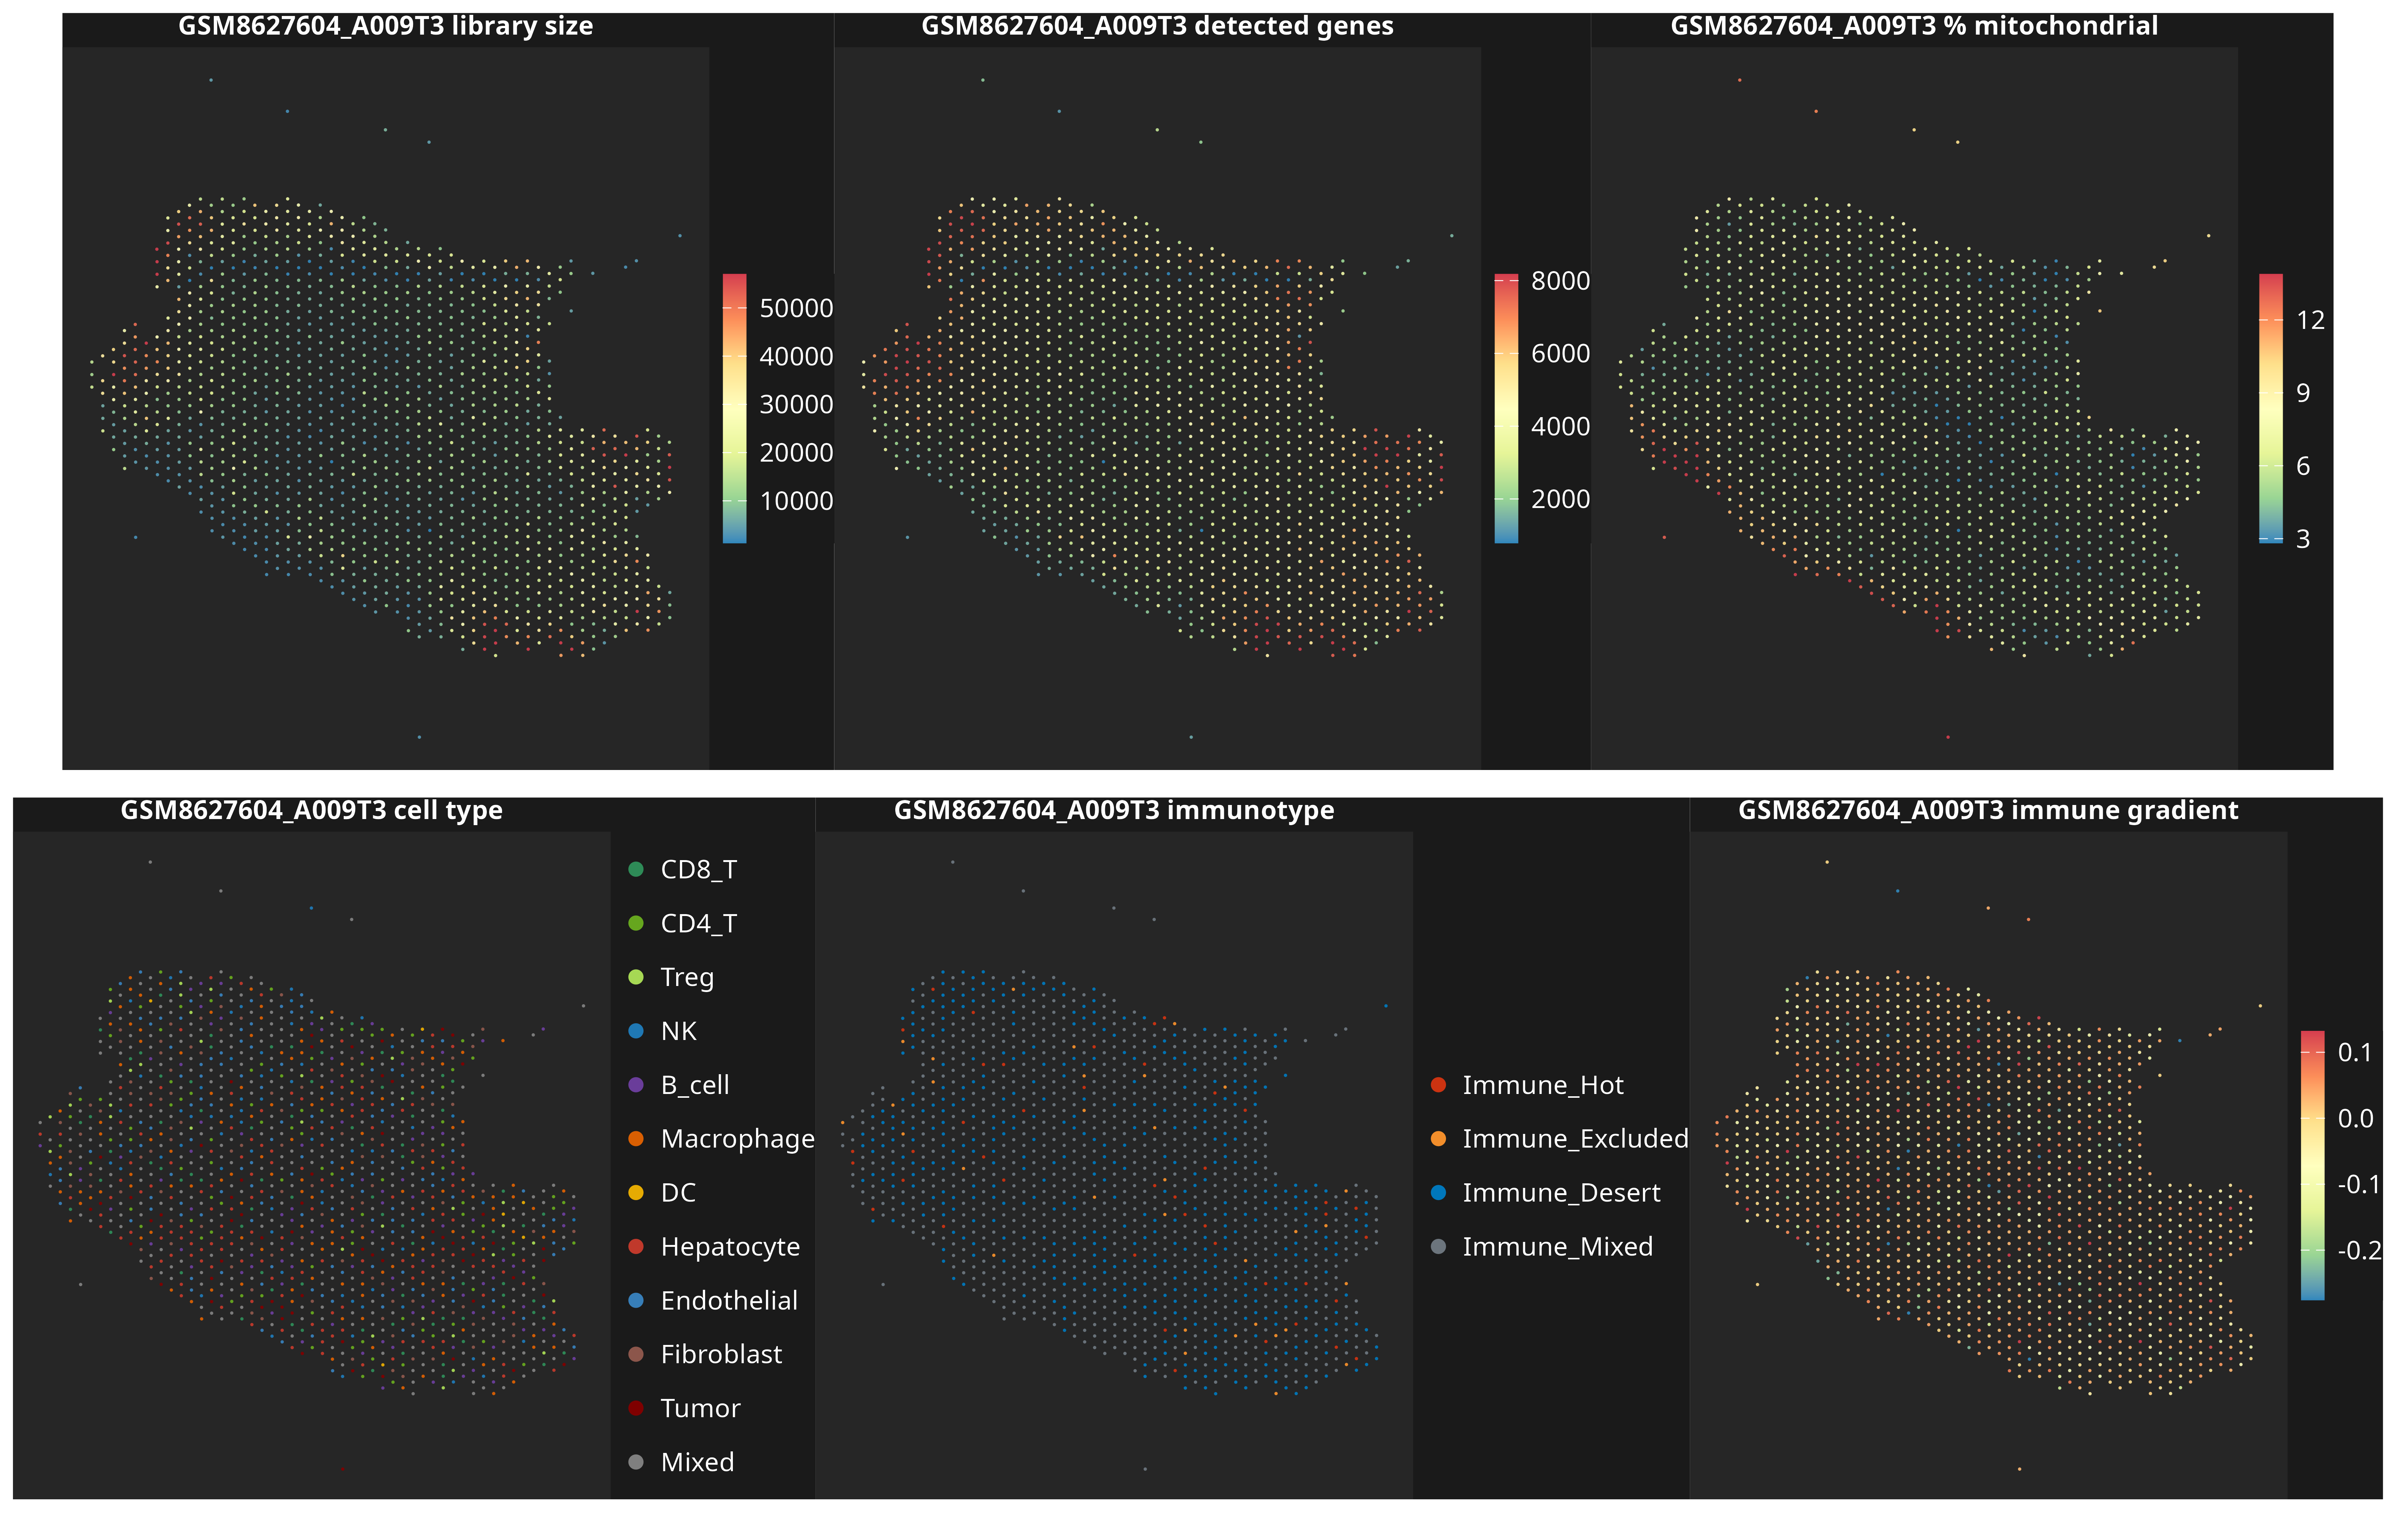 GSM8627604_A009T3 library size
50000
40000
30000
20000
10000
GSM8627604_A009T3 detected genes
8000
6000
4000
2000
GSM8627604_A009T3 % mitochondrial
12
9
6
3
GSM8627604_A009T3 cell type
CD8_T
CD4_T
Treg
NK
B_cell
Macrophage
DC
Hepatocyte
Endothelial
Fibroblast
Tumor
Mixed
GSM8627604_A009T3 immunotype
Immune_Hot
Immune_Excluded
Immune_Desert
Immune_Mixed
GSM8627604_A009T3 immune gradient
0.1
0.0
-0.1
-0.2